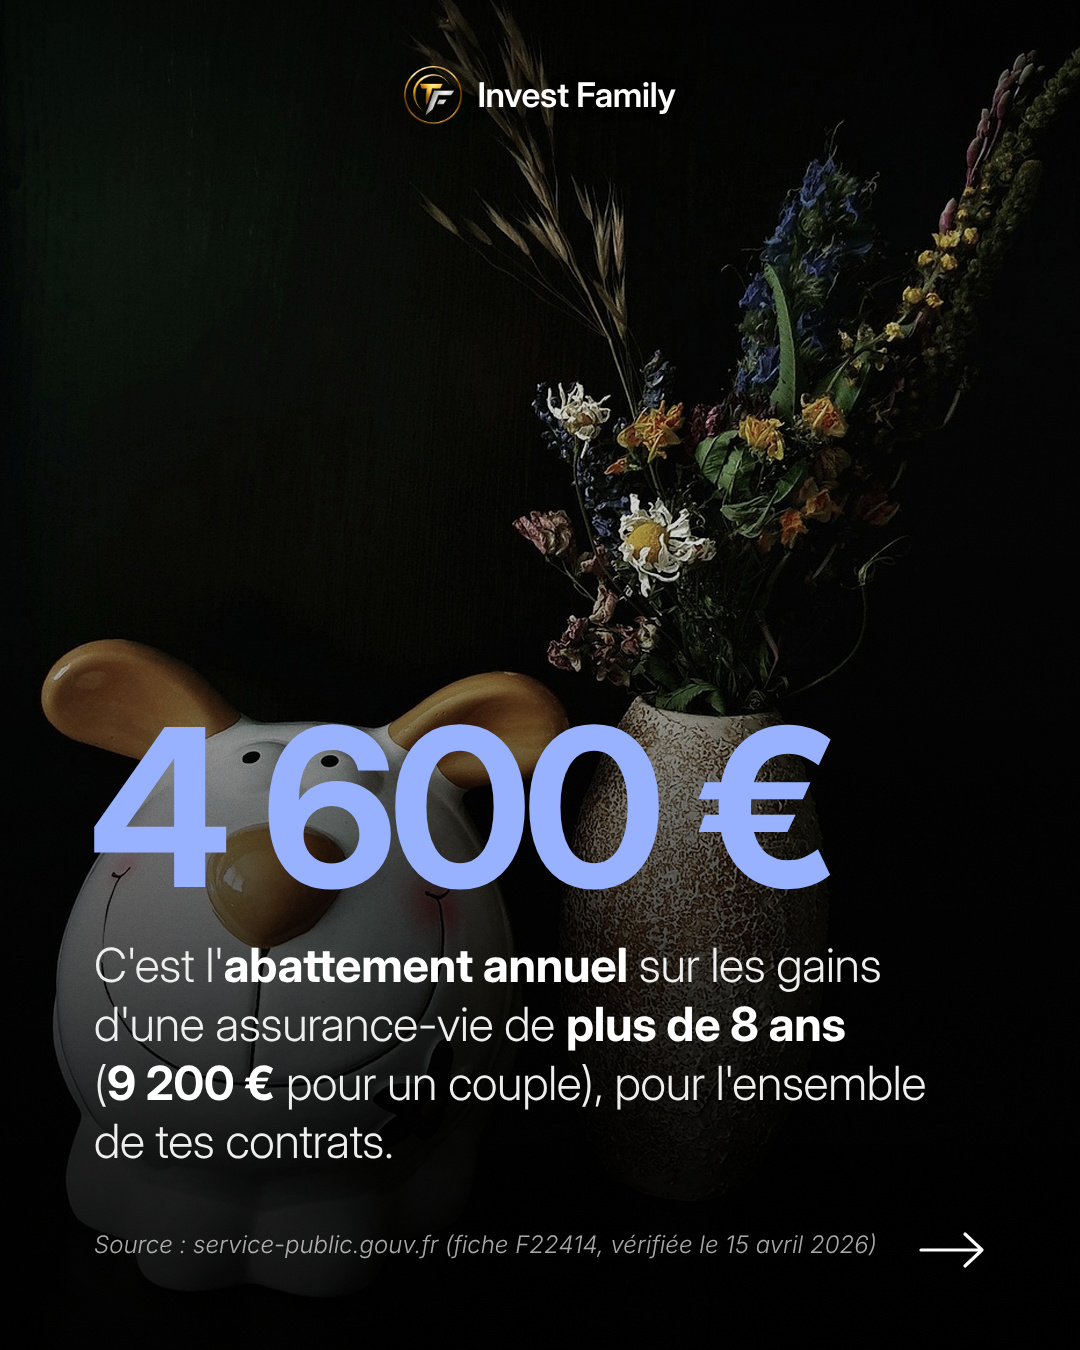 Invest Family
4 600 €
C'est l'abattement annuel sur les gains
d'une assurance-vie de plus de 8 ans
(9 200 € pour un couple), pour l'ensemble
de tes contrats.
Source : service-public.gouv.fr (fiche F22414, vérifiée le 15 avril 2026)